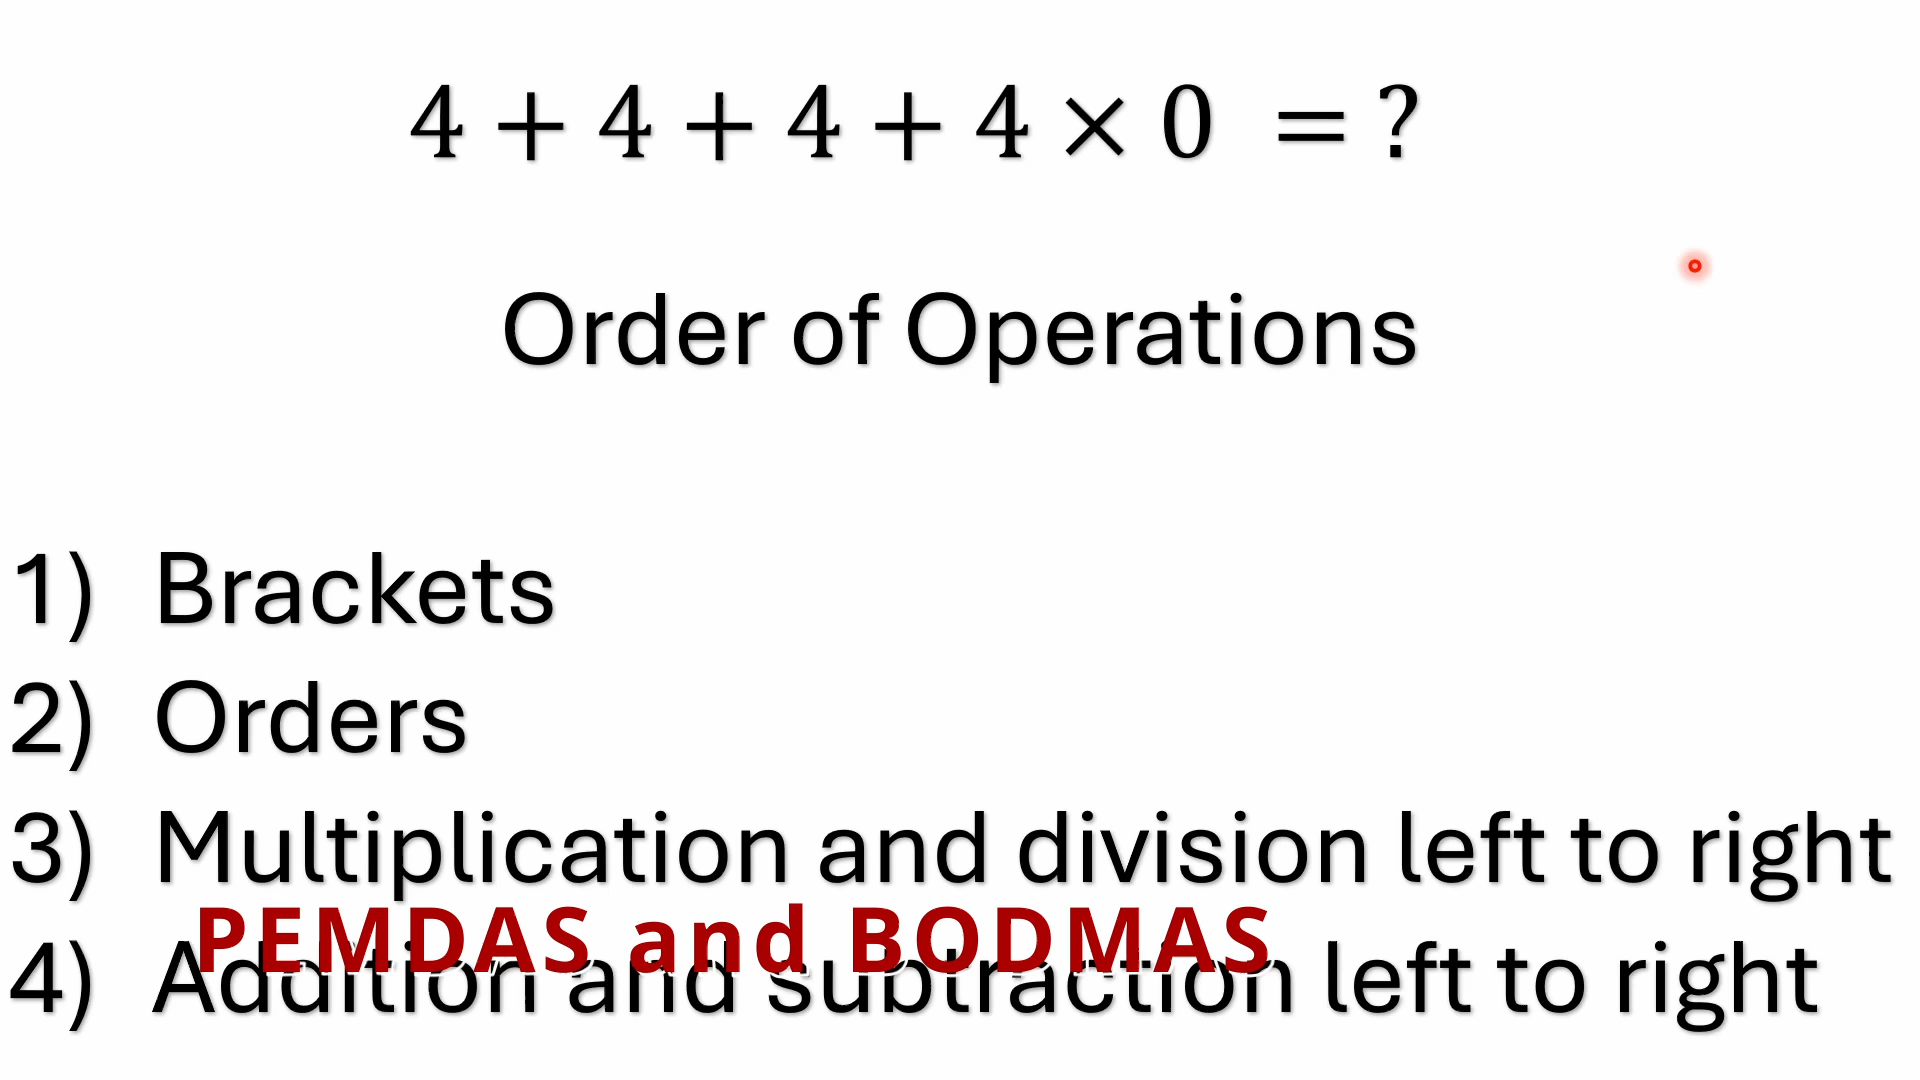 4 + 4 + 4 + 4 × 0 = ?
Order of Operations
1) Brackets
2) Orders
3) Multiplication and division left to right
PEMDAS and BODMAS
4) Addition and subtraction left to right